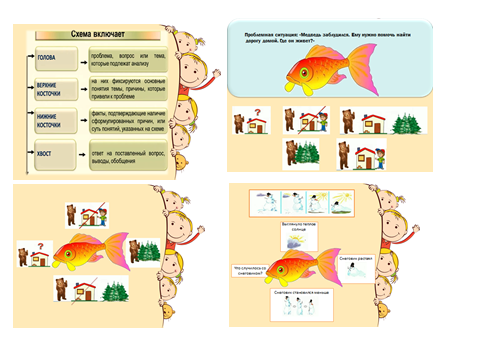 Схема включает
ГОЛОВА
проблема, вопрос или тема,
которые подлежат анализу
ВЕРХНИЕ
КОСТОЧКИ
на них фиксируются основные
понятия темы, причины, которые
привели к проблеме
НИЖНИЕ
КОСТОЧКИ
факты, подтверждающие наличие
сформулированных причин, или
суть понятий, указанных на схеме
ХВОСТ
ответ на поставленный вопрос,
выводы, обобщения
Проблемная ситуация: «Медведь заблудился. Ему нужно помочь найти
дорогу домой. Где он живет?»
?
?
Выглянуло теплое
солнце
Что случилось со
снеговиком?
Снеговик растаял
Снеговик становился меньше